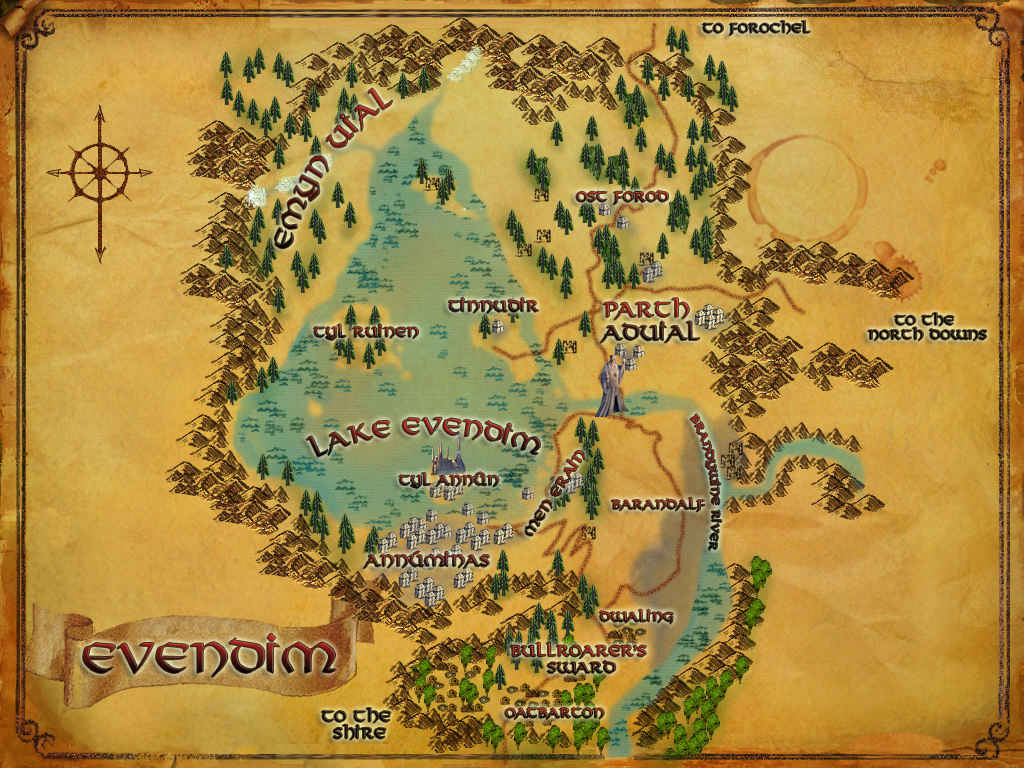 TO FOROCHEL
EMYN UIAL
OST FOROD
TINNUDIR
TYL RUINEN
PARTH
ADUIAL
TO THE
NORTH DOWNS
LAKE EVENDIM
TYL ANNÛN
MEN ERAIN
BARANDALF
BRANDYWINE RIVER
ANNÚMINAS
DWALING
EVENDIM
BULLROARER'S
SWARD
OATBARTON
TO THE
SHIRE